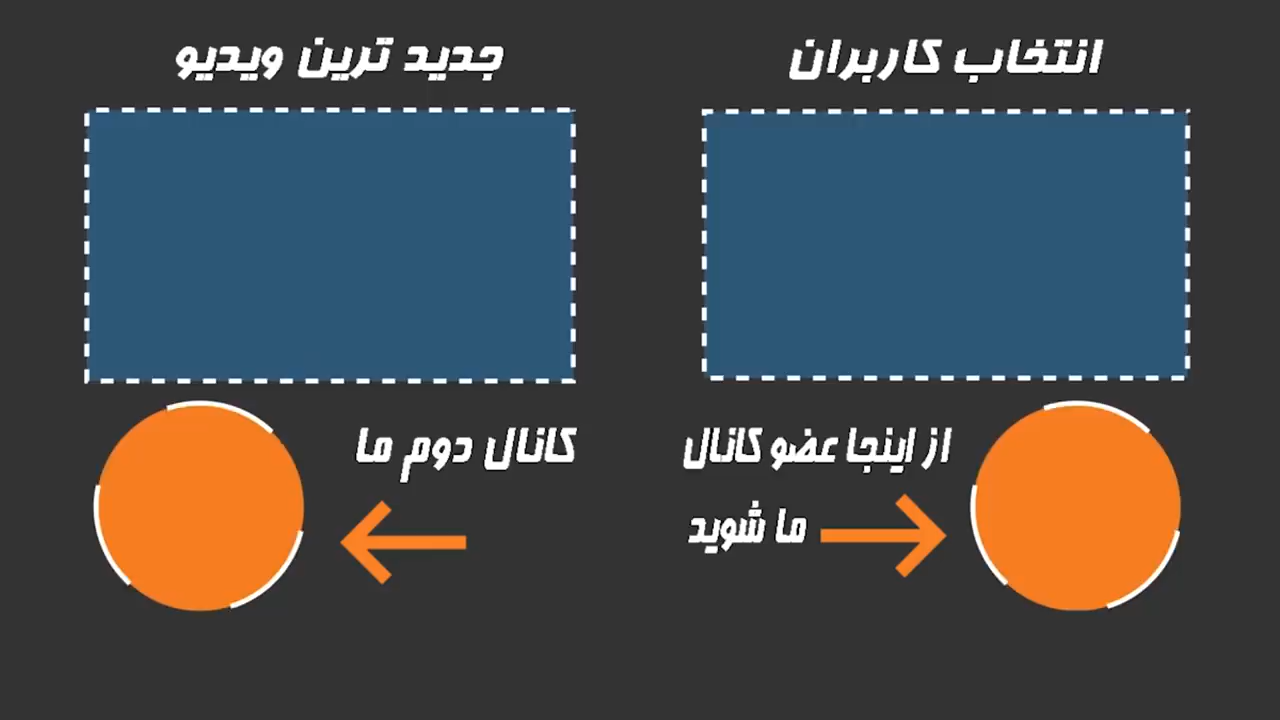 انتخاب کاربران
جدید ترین ویدیو
از اینجا عضو کانال
ما شوید
کانال دوم ما